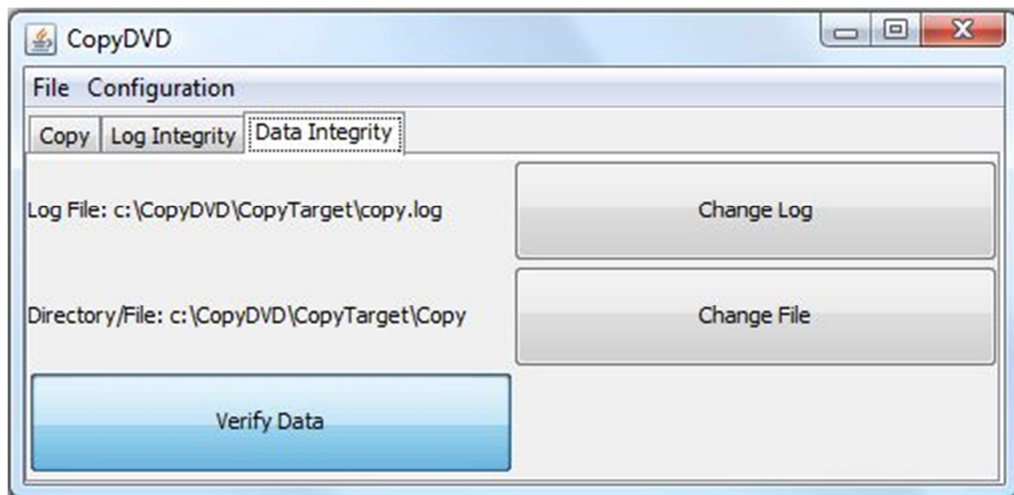 CopyDVD
File Configuration
Copy Log Integrity Data Integrity
Log File: c:\CopyDVD\CopyTarget\copy.log Change Log
Directory/File: c:\CopyDVD\CopyTarget\Copy Change File
Verify Data